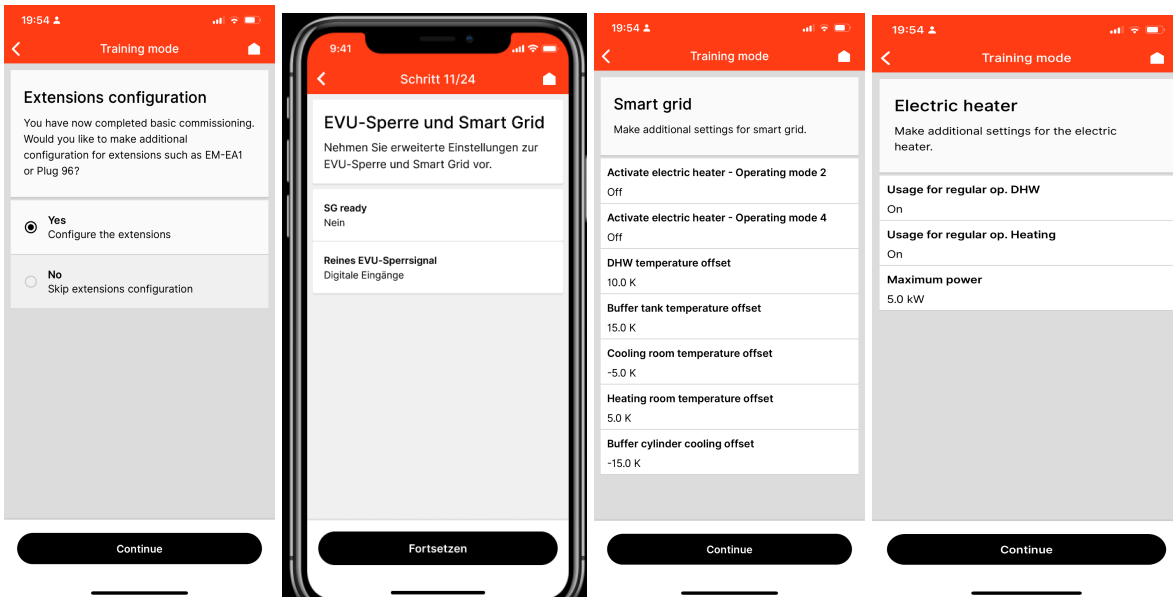 19:54
Training mode
Extensions configuration
You have now completed basic commissioning.
Would you like to make additional
configuration for extensions such as EM-EA1
or Plug 96?
Yes
Configure the extensions
No
Skip extensions configuration
Continue
9:41
Schritt 11/24
EVU-Sperre und Smart Grid
Nehmen Sie erweiterte Einstellungen zur
EVU-Sperre und Smart Grid vor.
SG ready
Nein
Reines EVU-Sperrsignal
Digitale Eingänge
Fortsetzen
19:54
Training mode
Smart grid
Make additional settings for smart grid.
Activate electric heater - Operating mode 2
Off
Activate electric heater - Operating mode 4
Off
DHW temperature offset
10.0 K
Buffer tank temperature offset
15.0 K
Cooling room temperature offset
-5.0 K
Heating room temperature offset
5.0 K
Buffer cylinder cooling offset
-15.0 K
Continue
19:54
Training mode
Electric heater
Make additional settings for the electric
heater.
Usage for regular op. DHW
On
Usage for regular op. Heating
On
Maximum power
5.0 kW
Continue